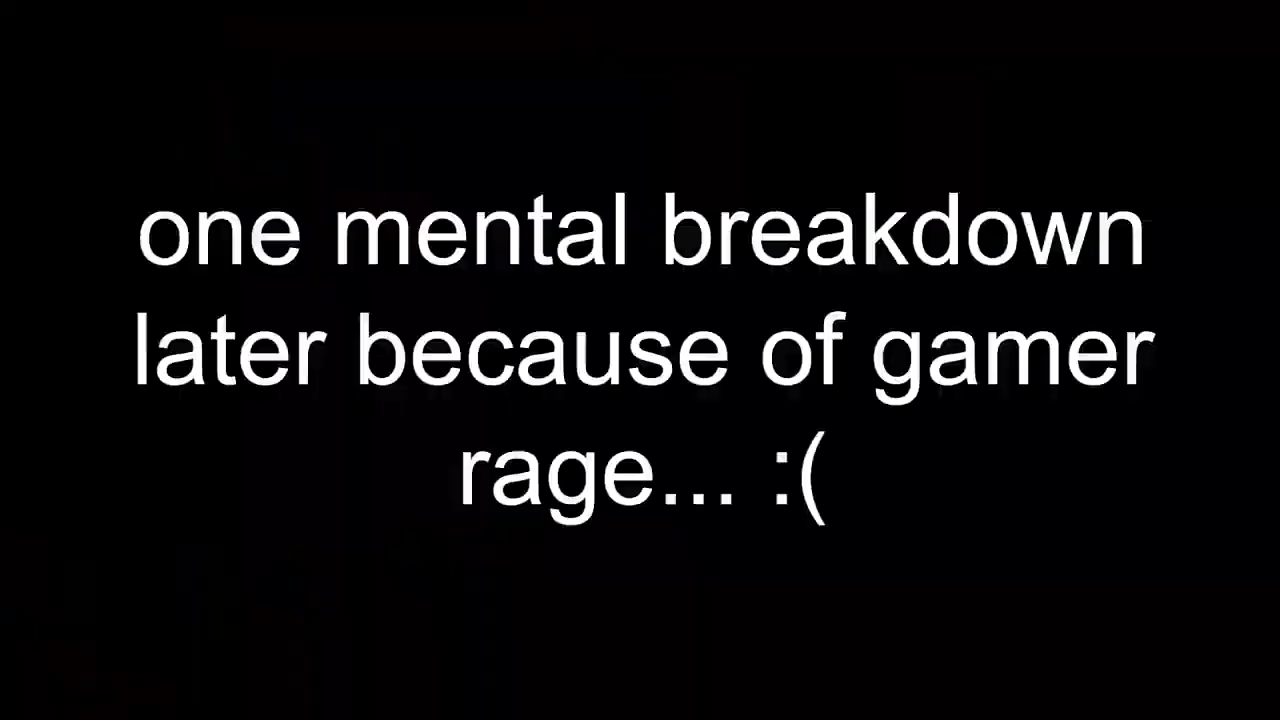 one mental breakdown
later because of gamer
rage... :(